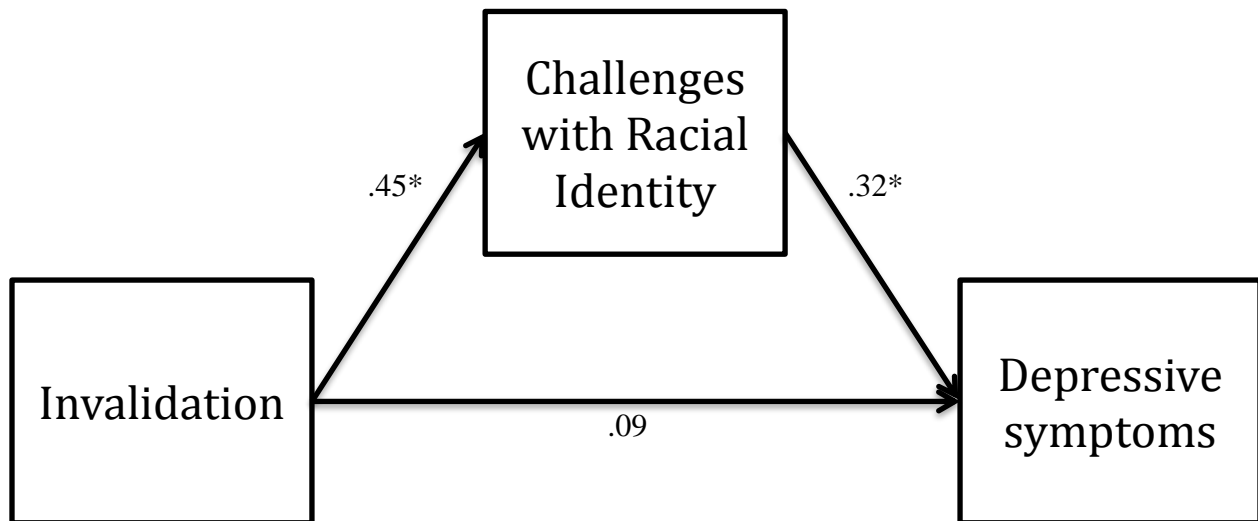 Challenges
with Racial
Identity
.45*
.32*
Invalidation
.09
Depressive
symptoms